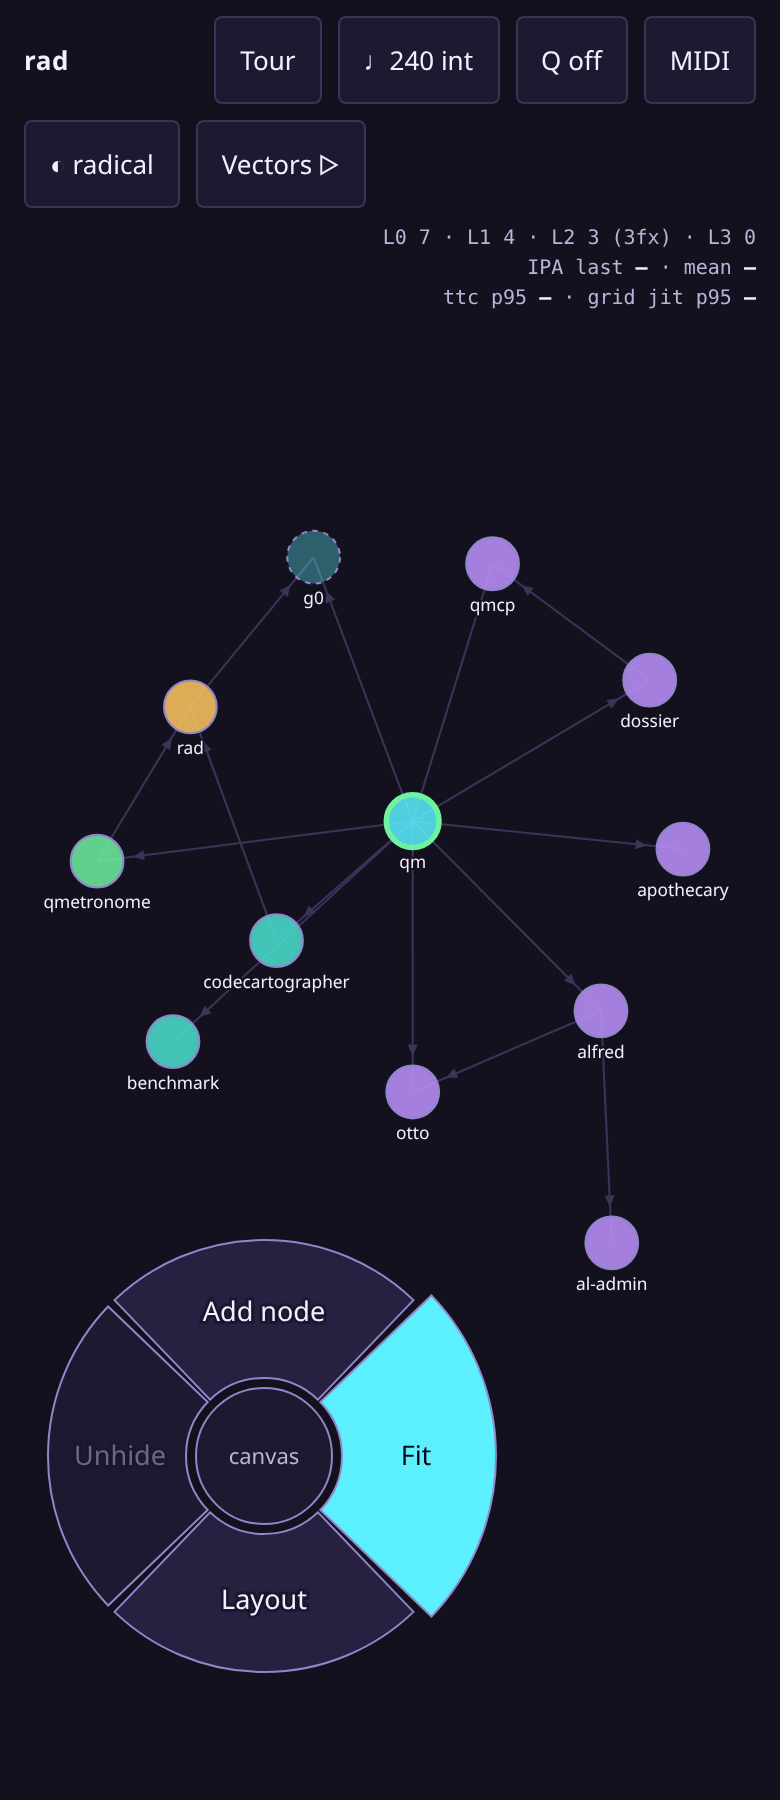 rad
Tour
♩ 240 int
Q off
MIDI
◐ radical
Vectors ▷
L0 7 · L1 4 · L2 3 (3fx) · L3 0
IPA last — · mean —
ttc p95 — · grid jit p95 —
g0
qmcp
dossier
rad
qm
apothecary
qmetronome
codecartographer
alfred
benchmark
otto
al-admin
Add node
Unhide
canvas
Fit
Layout